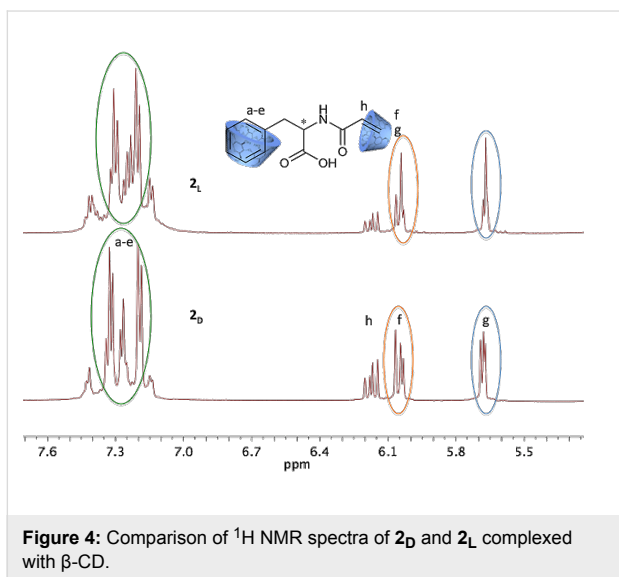 a-e
h
f
g
*
H
N
O
OH
O
2L
a-e
2D
h
f
g
7.6 7.3 7.0 6.7 6.4 6.1 5.8 5.5
ppm
Figure 4: Comparison of ¹H NMR spectra of 2D and 2L complexed
with β-CD.